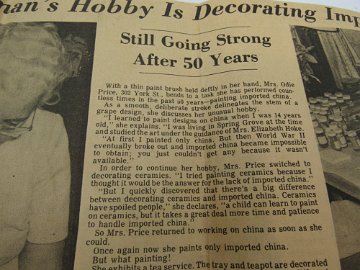 an's Hobby Is Decorating Imp
Still Going Strong
After 50 Years
With a thin paint brush held deftly in her hand, Mrs. Odie
Price, 302 York St., bends to a task she has performed coun-
tless times in the past 50 years—painting imported china.
As a smooth, deliberate stroke delineates the stem of a
grape design, she discusses her unusual hobby.
"I learned to paint designs on china when I was 14 years
old," she explains. "I was living in Spring Grove at the time
and studied the art under the guidance of Mrs. Elizabeth Hoke.
"At first I painted only china. But then World War II
eventually broke out and imported china became impossible
to obtain; you just couldn't get any because it wasn't
available."
In order to continue her hobby, Mrs. Price switched to
decorating ceramics. "I tried painting ceramics because I
thought it would be the answer for the lack of imported china.
"But I quickly discovered that there's a big difference
between decorating ceramics and imported china. Ceramics
have spoiled people," she declares, "a child can learn to paint
on ceramics, but it takes a great deal more time and patience
to handle imported china."
So Mrs. Price returned to working on china as soon as she
could.
Once again now she paints only imported china.
But what painting!
She exhibits a tea service. The tray and teapot are decorated